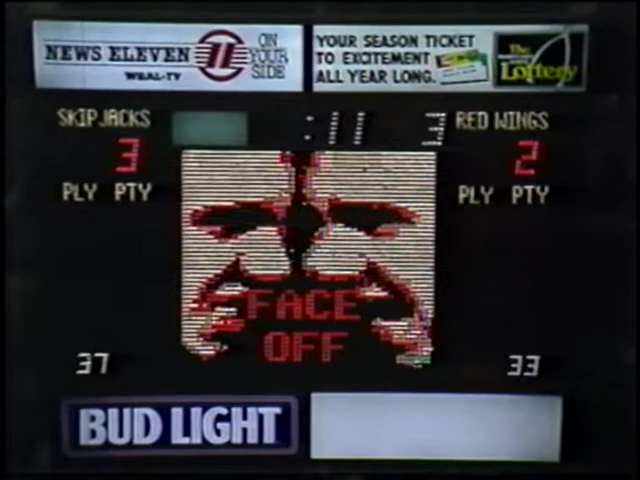 NEWS ELEVEN 11 ON YOUR SIDE
WBAL-TV
YOUR SEASON TICKET
TO EXCITEMENT
ALL YEAR LONG.
The
Lottery
SKIPJACKS :11 3 RED WINGS
3 2
PLY PTY PLY PTY
FACE
OFF
37 33
BUD LIGHT